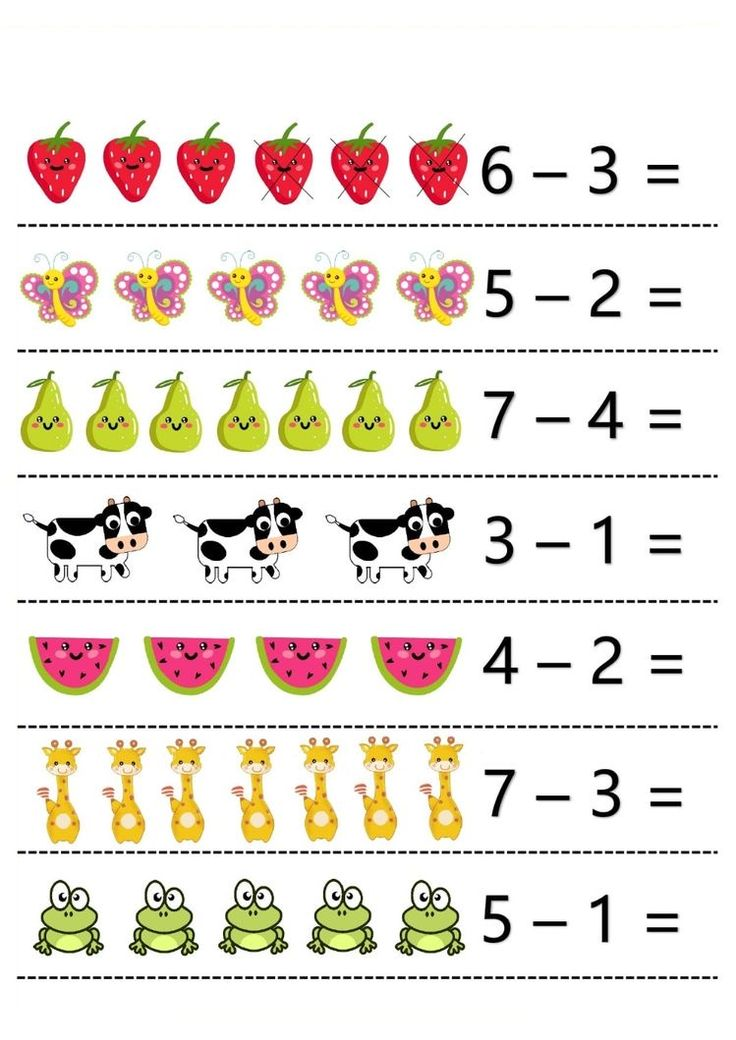 6 – 3 =
5 – 2 =
7 – 4 =
3 – 1 =
4 – 2 =
7 – 3 =
5 – 1 =